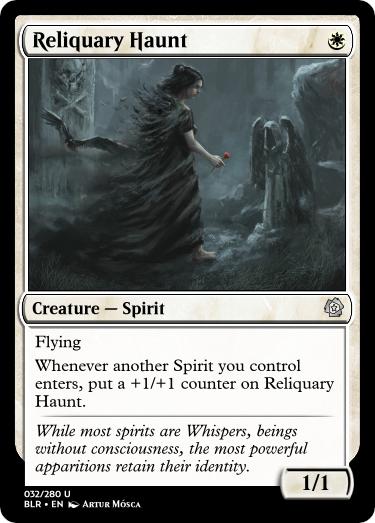 Reliquary Haunt
Creature — Spirit
Flying
Whenever another Spirit you control
enters, put a +1/+1 counter on Reliquary
Haunt.
While most spirits are Whispers, beings
without consciousness, the most powerful
apparitions retain their identity.
1/1
032/280 U
BLR • EN Artur Mósca